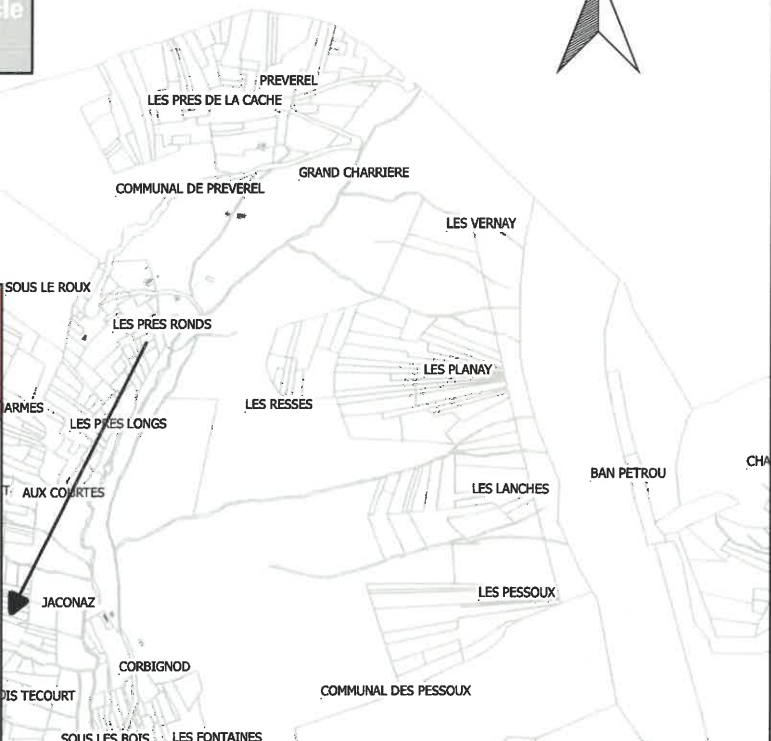 cle
PREVEREL
LES PRES DE LA CACHE
GRAND CHARRIERE
COMMUNAL DE PREVEREL
LES VERNAY
SOUS LE ROUX
LES PRES RONDS
LES PLANAY
LES RESSES
ARMES
LES PRES LONGS
CHA
BAN PETROU
LES LANCHES
T AUX COURTES
LES PESSOUX
JACONAZ
CORBIGNOD
COMMUNAL DES PESSOUX
IS TECOURT
SOUS LES BOIS
LES FONTAINES